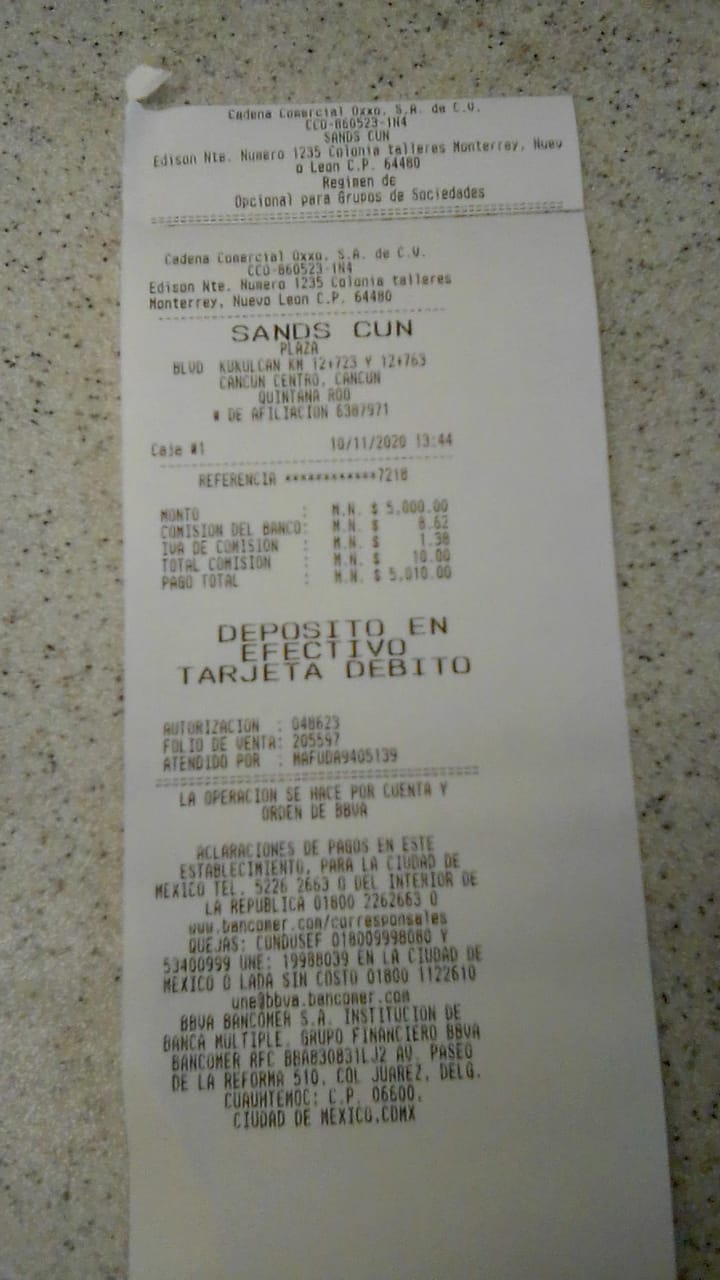 Cadena Comercial Oxxo, S.A. de C.V.
CCO-860523-1N4
SANDS CUN
Edison Nte. Numero 1235 Colonia talleres Monterrey, Nuev
o Leon C.P. 64480
Regimen de
Opcional para Grupos de Sociedades
Cadena Comercial Oxxo, S.A. de C.V.
CCO-860523-1N4
Edison Nte. Numero 1235 Colonia talleres
Monterrey, Nuevo Leon C.P. 64480
SANDS CUN
PLAZA
BLVD KUKULCAN KM 12+723 Y 12+763
CANCUN CENTRO, CANCUN
QUINTANA ROO
# DE AFILIACION 6387971
Caja #1 10/11/2020 13:44
REFERENCIA ************7218
MONTO : M.N. $ 5,000.00
COMISION DEL BANCO: M.N. $ 8.62
IVA DE COMISION : M.N. $ 1.38
TOTAL COMISION : M.N. $ 10.00
PAGO TOTAL : M.N. $ 5,010.00
DEPOSITO EN
EFECTIVO
TARJETA DEBITO
AUTORIZACION : 048623
FOLIO DE VENTA: 205597
ATENDIDO POR : MAFUDA9405139
LA OPERACION SE HACE POR CUENTA Y
ORDEN DE BBVA
ACLARACIONES DE PAGOS EN ESTE
ESTABLECIMIENTO, PARA LA CIUDAD DE
MEXICO TEL. 5226 2663 O DEL INTERIOR DE
LA REPUBLICA 01800 2262663 O
www.bancomer.com/corresponsales
QUEJAS: CONDUSEF 018009998080 Y
53400999 UNE: 19988039 EN LA CIUDAD DE
MEXICO O LADA SIN COSTO 01800 1122610
une@bbva.bancomer.com
BBVA BANCOMER S.A. INSTITUCION DE
BANCA MULTIPLE, GRUPO FINANCIERO BBVA
BANCOMER RFC BBA830831LJ2 AV. PASEO
DE LA REFORMA 510, COL JUAREZ, DELG.
CUAUHTEMOC: C.P. 06600,
CIUDAD DE MEXICO,CDMX